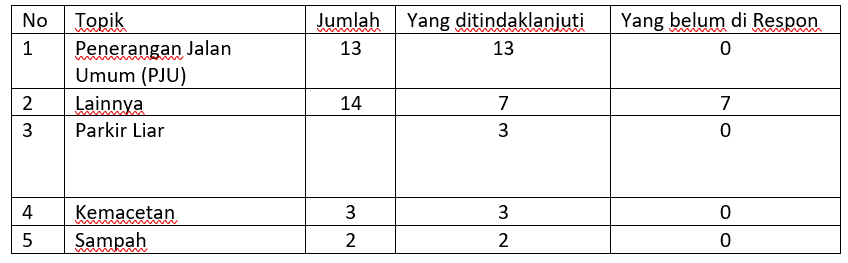 No Topik Jumlah Yang ditindaklanjuti Yang belum di Respon
1 Penerangan Jalan 13 13 0
Umum (PJU)
2 Lainnya 14 7 7
3 Parkir Liar 3 0
4 Kemacetan 3 3 0
5 Sampah 2 2 0